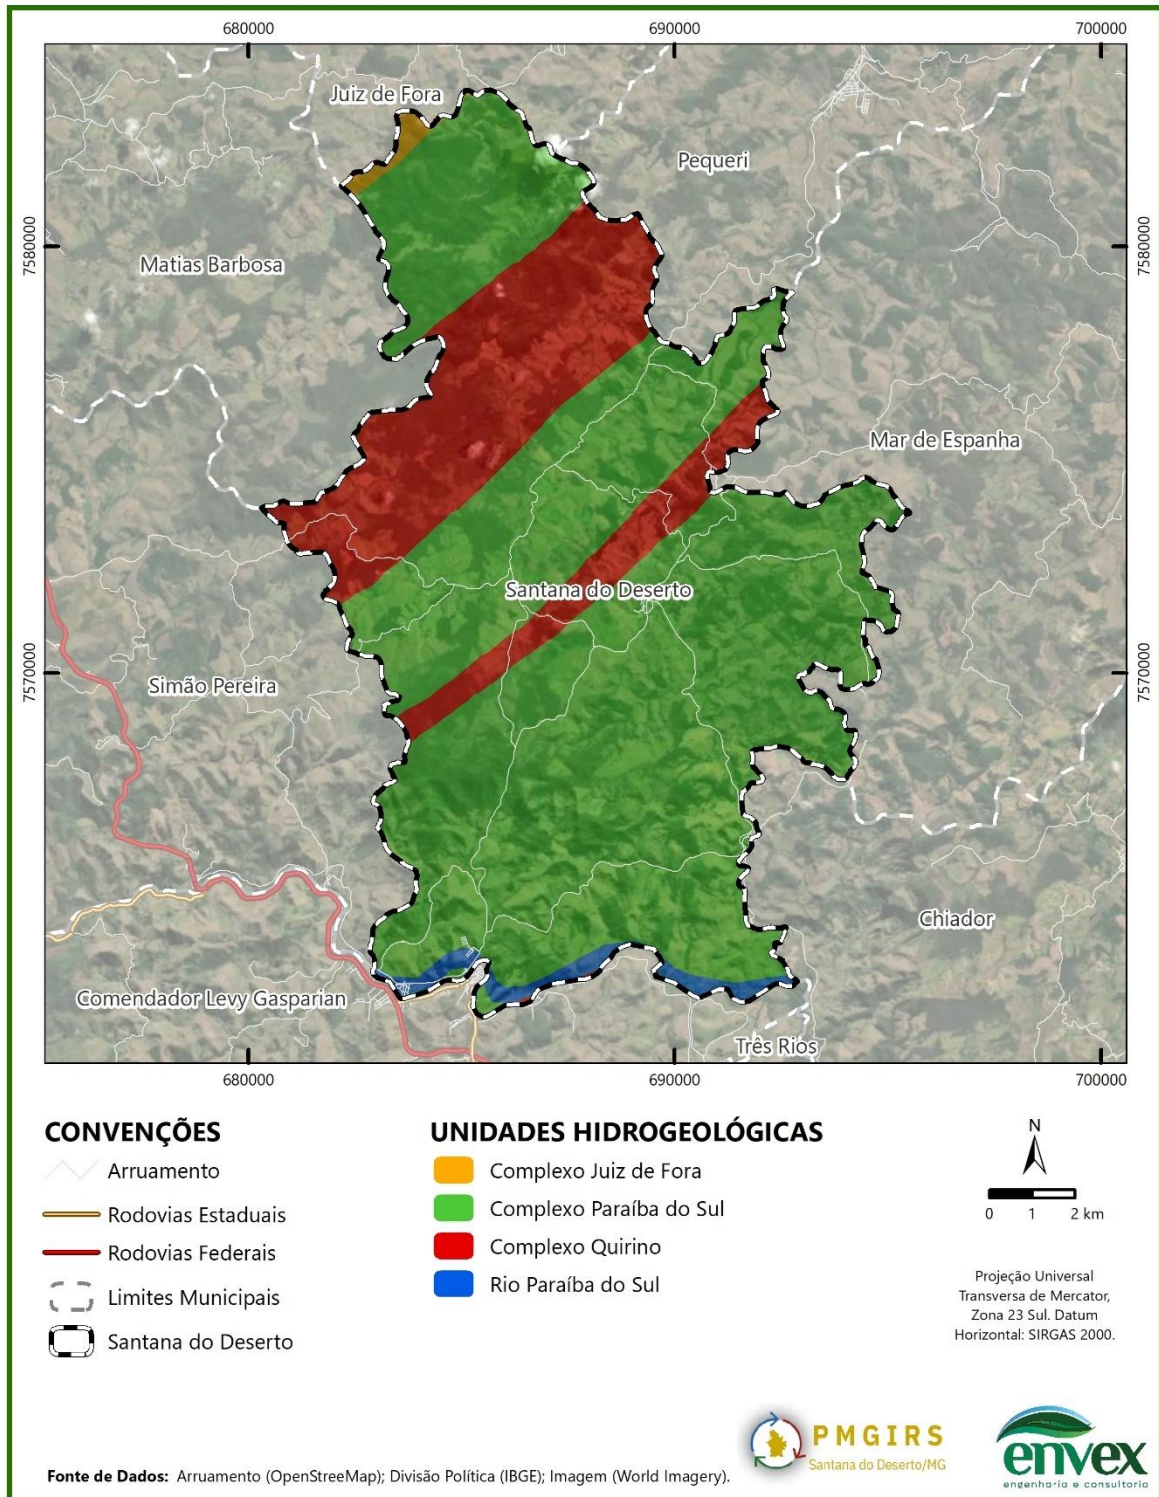 680000
690000
700000
Juiz de Fora
Pequeri
7580000
7580000
Matias Barbosa
Mar de Espanha
Santana do Deserto
7570000
7570000
Simão Pereira
Chiador
Comendador Levy Gasparian
Três Rios
680000
690000
700000
CONVENÇÕES
Arruamento
Rodovias Estaduais
Rodovias Federais
Limites Municipais
Santana do Deserto
UNIDADES HIDROGEOLÓGICAS
Complexo Juiz de Fora
Complexo Paraíba do Sul
Complexo Quirino
Rio Paraíba do Sul
N
0 1 2 km
Projeção Universal
Transversa de Mercator,
Zona 23 Sul. Datum
Horizontal: SIRGAS 2000.
PMGIRS
Santana do Deserto/MG
envex
engenharia e consultoria
Fonte de Dados: Arruamento (OpenStreeMap); Divisão Política (IBGE); Imagem (World Imagery).